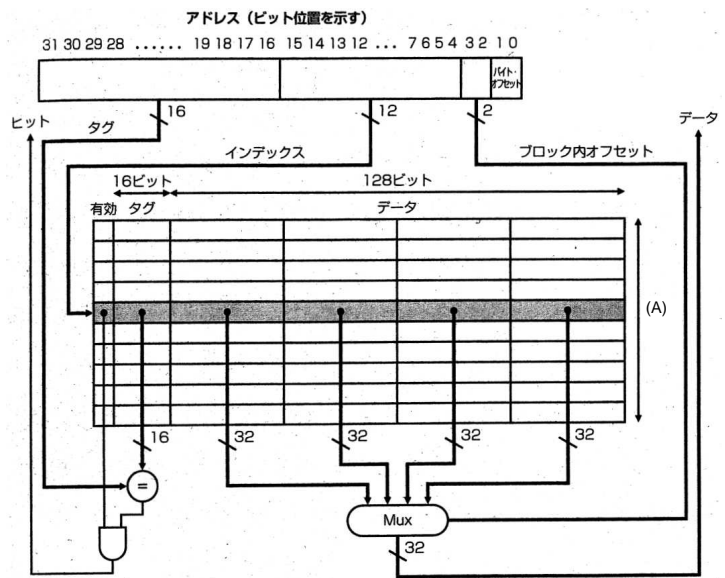 アドレス（ビット位置を示す）
31 30 29 28 ...... 19 18 17 16 15 14 13 12 ... 7 6 5 4 3 2 1 0
バイト・
オフセット
16 12 2
ヒット タグ データ
インデックス ブロック内オフセット
16ビット 128ビット
有効 タグ データ
(A)
16 32 32 32 32
=
Mux
32